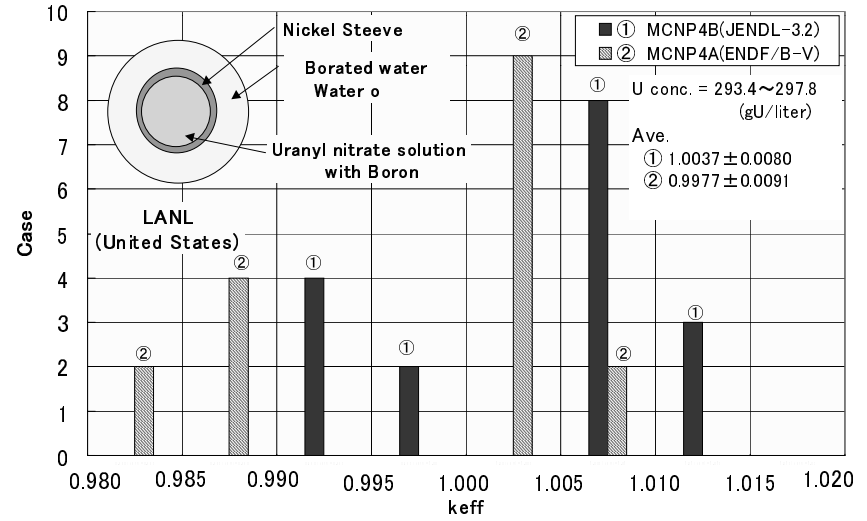 Nickel Steeve
Borated water
Water o
Uranyl nitrate solution
with Boron
LANL
(United States)
① MCNP4B(JENDL-3.2)
② MCNP4A(ENDF/B-V)
U conc. = 293.4～297.8
(gU/liter)
Ave.
① 1.0037±0.0080
② 0.9977±0.0091
②
②
①
①
②
①
②
①
Case
10
9
8
7
6
5
4
3
2
1
0
0.980 0.985 0.990 0.995 1.000 1.005 1.010 1.015 1.020
keff